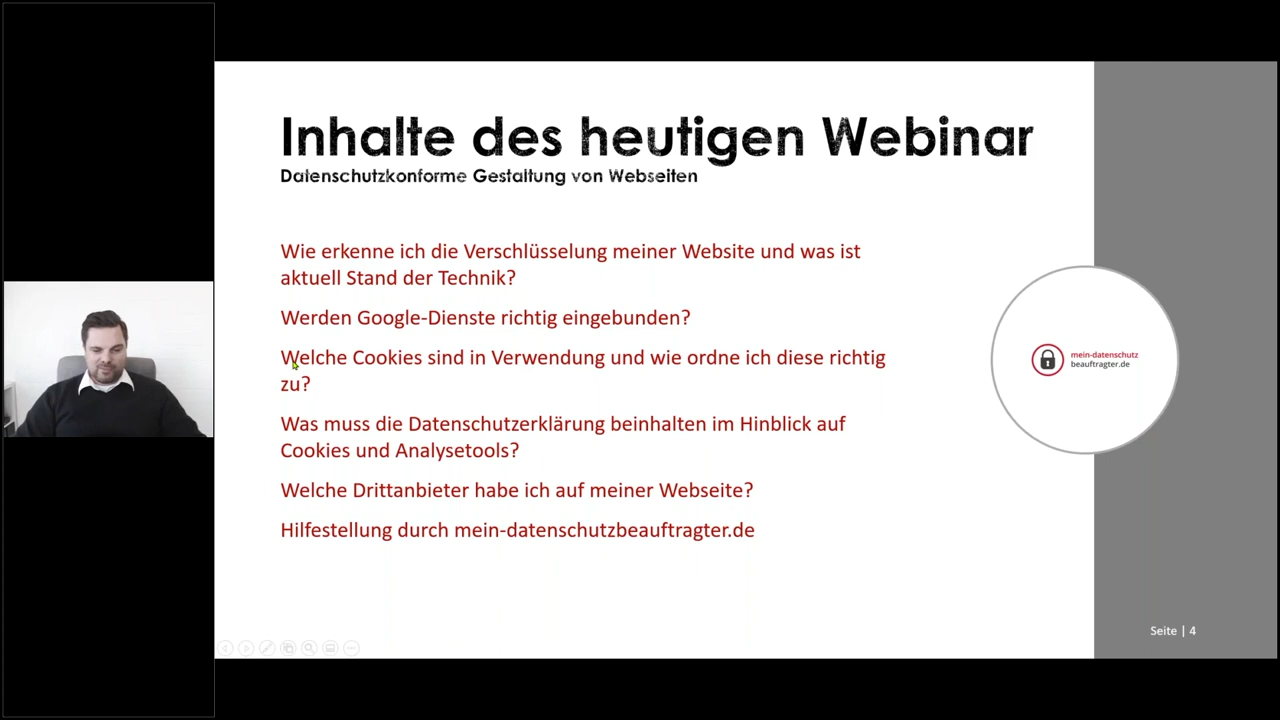 Inhalte des heutigen Webinar
Datenschutzkonforme Gestaltung von Webseiten
Wie erkenne ich die Verschlüsselung meiner Website und was ist
aktuell Stand der Technik?
Werden Google-Dienste richtig eingebunden?
Welche Cookies sind in Verwendung und wie ordne ich diese richtig
zu?
Was muss die Datenschutzerklärung beinhalten im Hinblick auf
Cookies und Analysetools?
Welche Drittanbieter habe ich auf meiner Webseite?
Hilfestellung durch mein-datenschutzbeauftragter.de
mein-datenschutz
beauftragter.de
Seite | 4